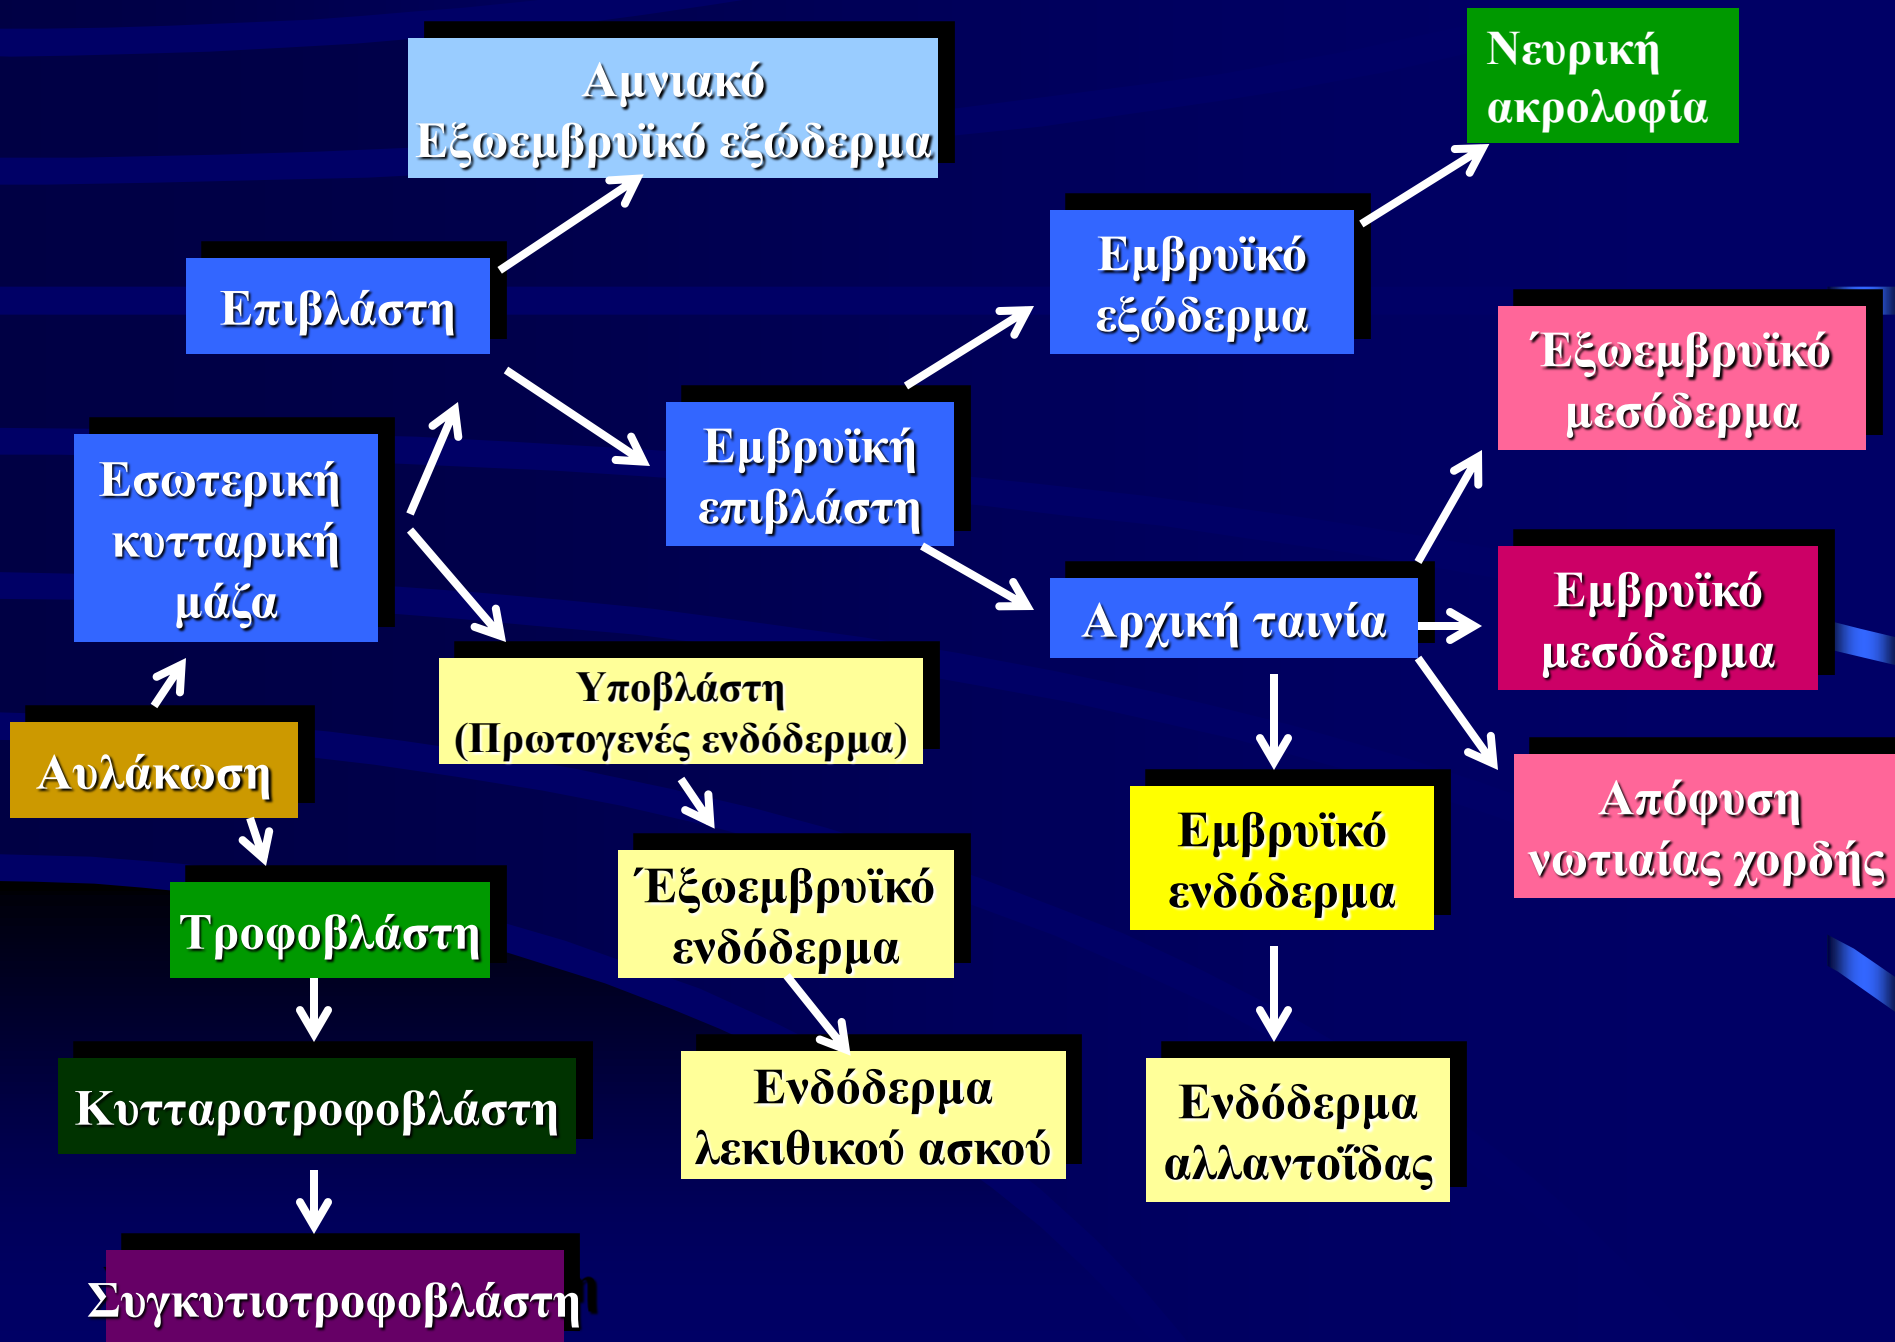 Αμνιακό
Εξωεμβρυϊκό εξώδερμα
Νευρική
ακρολοφία
Επιβλάστη
Εμβρυϊκό
εξώδερμα
Έξωεμβρυϊκό
μεσόδερμα
Εμβρυϊκή
επιβλάστη
Εσωτερική
κυτταρική
μάζα
Αρχική ταινία
Εμβρυϊκό
μεσόδερμα
Υποβλάστη
(Πρωτογενές ενδόδερμα)
Αυλάκωση
Εμβρυϊκό
ενδόδερμα
Απόφυση
νωτιαίας χορδής
Έξωεμβρυϊκό
ενδόδερμα
Τροφοβλάστη
Ενδόδερμα
λεκιθικού ασκού
Ενδόδερμα
αλλαντοΐδας
Κυτταροτροφοβλάστη
Συγκυτιοτροφοβλάστη